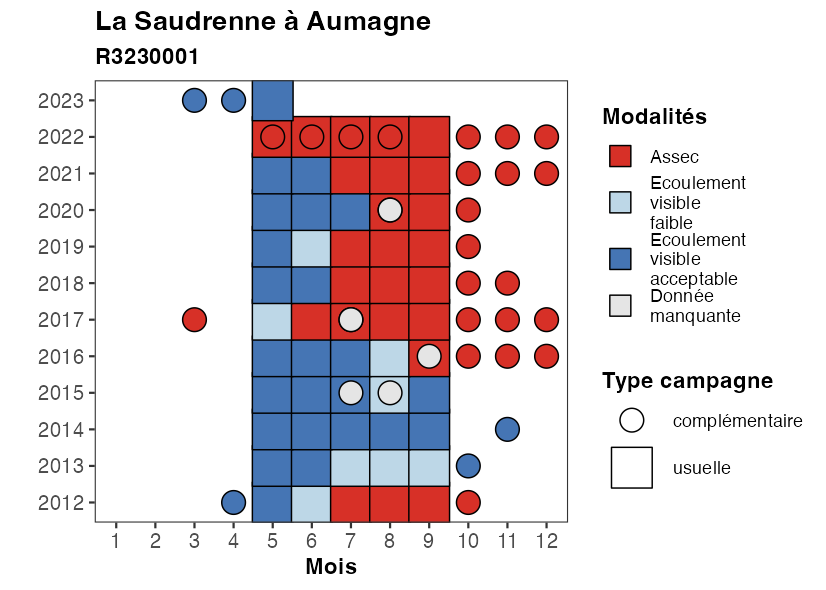 La Saudrenne à Aumagne
R3230001
2023
2022
2021
2020
2019
2018
2017
2016
2015
2014
2013
2012
1 2 3 4 5 6 7 8 9 10 11 12
Mois
Modalités
Assec
Ecoulement
visible
faible
Ecoulement
visible
acceptable
Donnée
manquante
Type campagne
complémentaire
usuelle